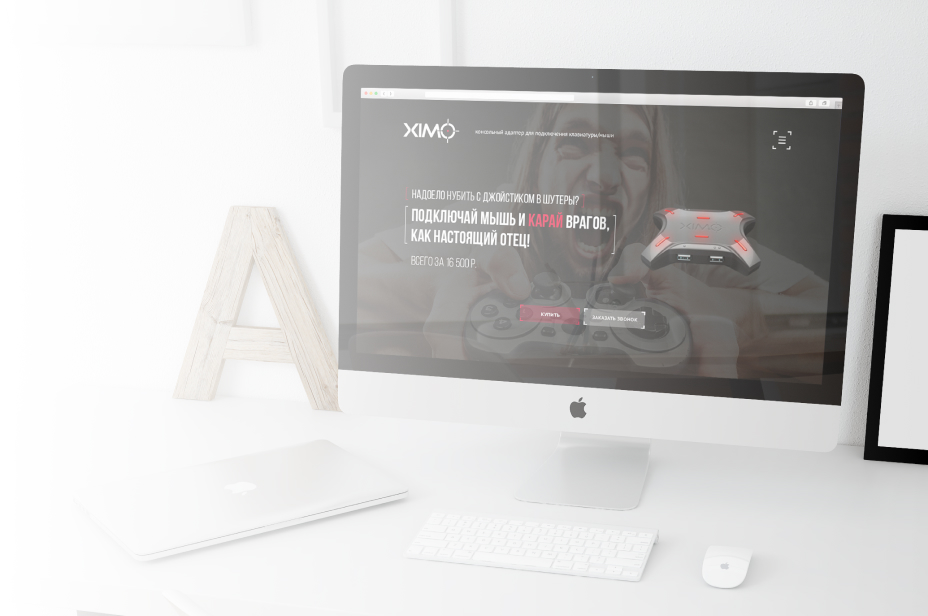 XIMO
консольный адаптер для подключения клавиатуры/мыши
НАДОЕЛО НУБИТЬ С ДЖОЙСТИКОМ В ШУТЕРЫ?
ПОДКЛЮЧАЙ МЫШЬ И КАРАЙ ВРАГОВ,
КАК НАСТОЯЩИЙ ОТЕЦ!
XIMO
ВСЕГО ЗА 16 500 Р.
КУПИТЬ
ЗАКАЗАТЬ ЗВОНОК
A